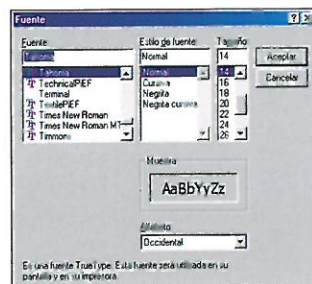 Fuente
Fuente:
Tahoma
Tahoma
TechnicalPlEF
Terminal
TextilePlEF
Times New Roman
Times New Roman MT
Timmons
Estilo de fuente:
Normal
Normal
Cursiva
Negrita
Negrita cursiva
Tamaño
14
14
16
18
20
22
24
26
Aceptar
Cancelar
Muestra
AaBbYyZz
Alfabeto
Occidental
Es una fuente TrueType. Esta fuente será utilizada en su
pantalla y en su impresora.